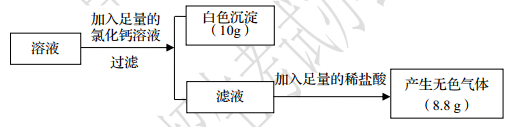 溶液
加入足量的
氯化钙溶液
过滤
白色沉淀
（10g）
滤液
加入足量的稀盐酸
产生无色气体
（8.8 g）